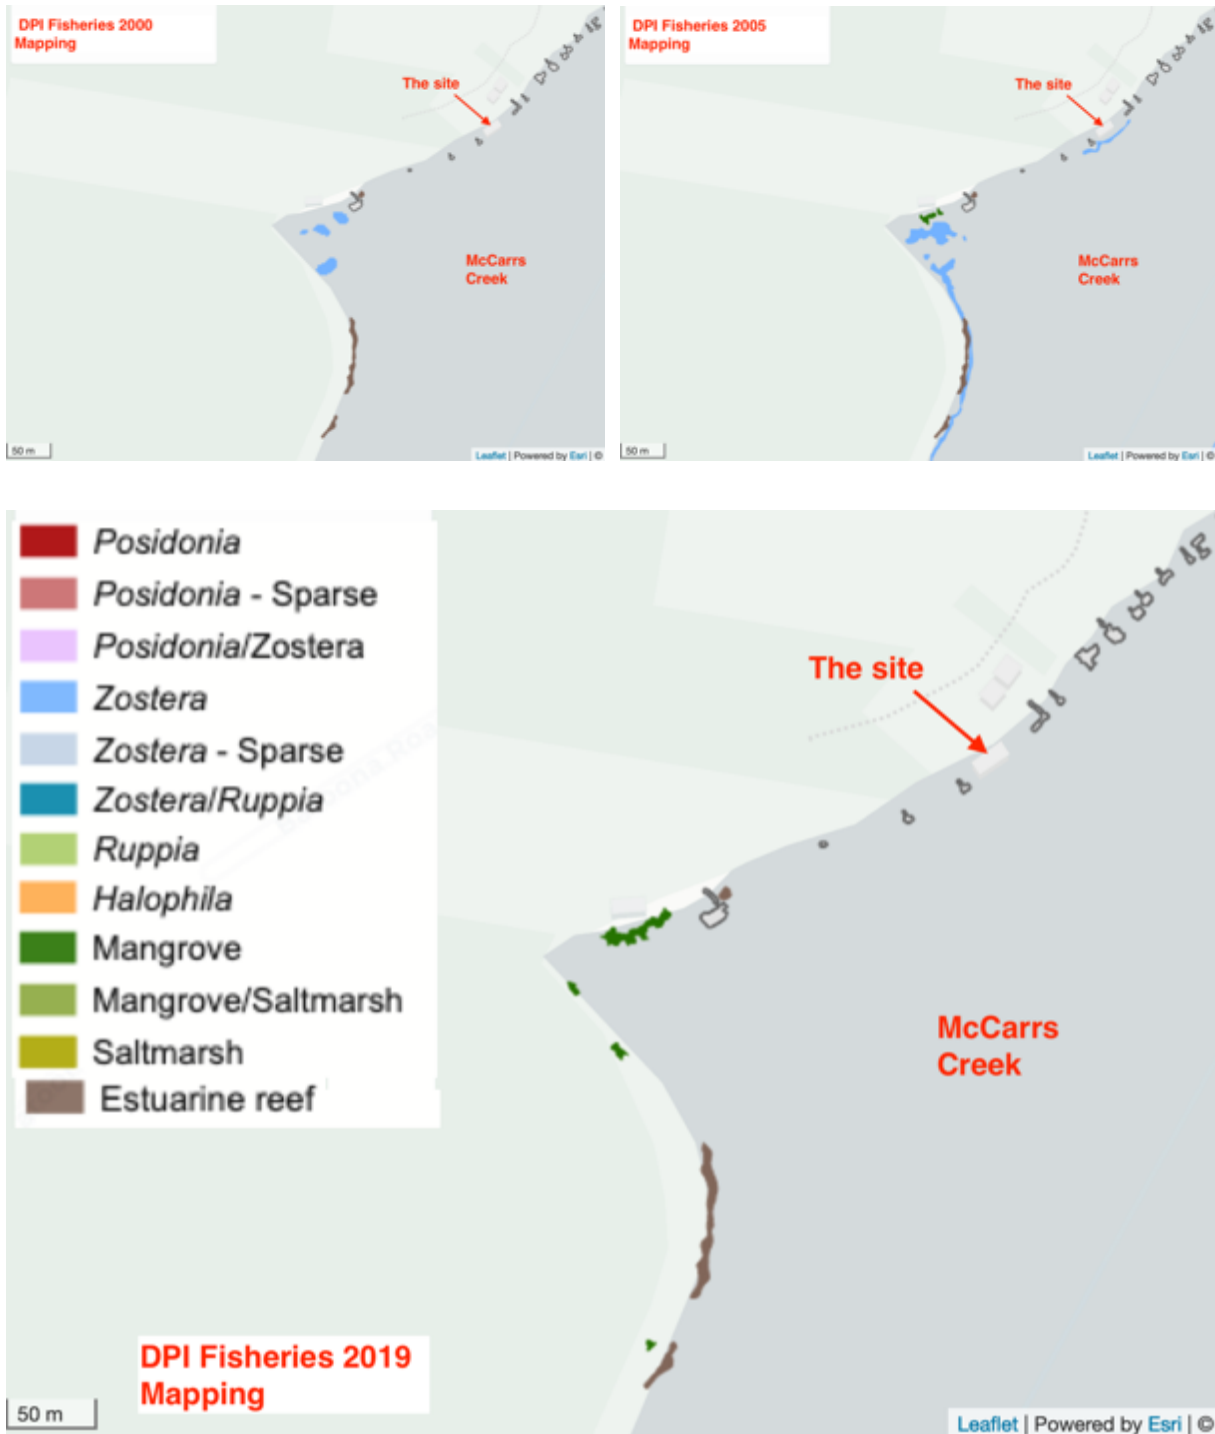 DPI Fisheries 2000
Mapping
The site
McCarrs
Creek
50 m
Leaflet | Powered by Esri | ©
DPI Fisheries 2005
Mapping
The site
McCarrs
Creek
50 m
Leaflet | Powered by Esri | ©
Posidonia
Posidonia - Sparse
Posidonia/Zostera
Zostera
Zostera - Sparse
Zostera/Ruppia
Ruppia
Halophila
Mangrove
Mangrove/Saltmarsh
Saltmarsh
Estuarine reef
The site
McCarrs
Creek
DPI Fisheries 2019
Mapping
50 m
Leaflet | Powered by Esri | ©